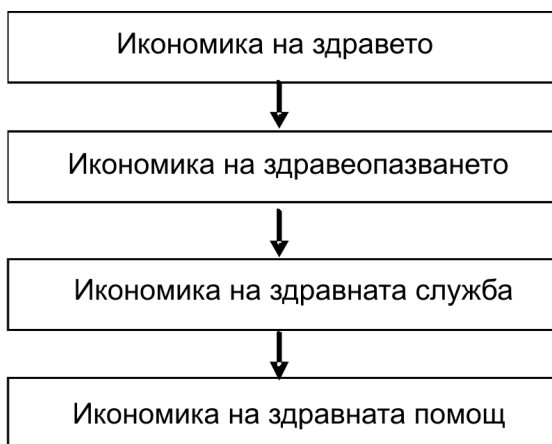 Икономика на здравето
Икономика на здравеопазването
Икономика на здравната служба
Икономика на здравната помощ